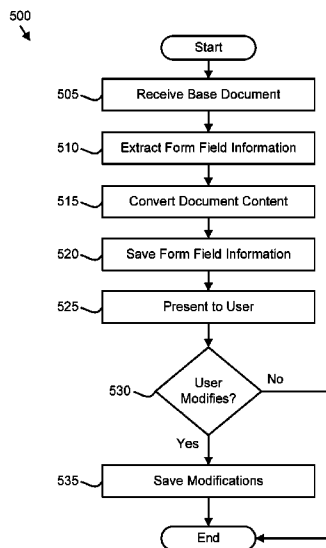 500
Start
505
Receive Base Document
510
Extract Form Field Information
515
Convert Document Content
520
Save Form Field Information
525
Present to User
530
User
Modifies?
No
Yes
535
Save Modifications
End